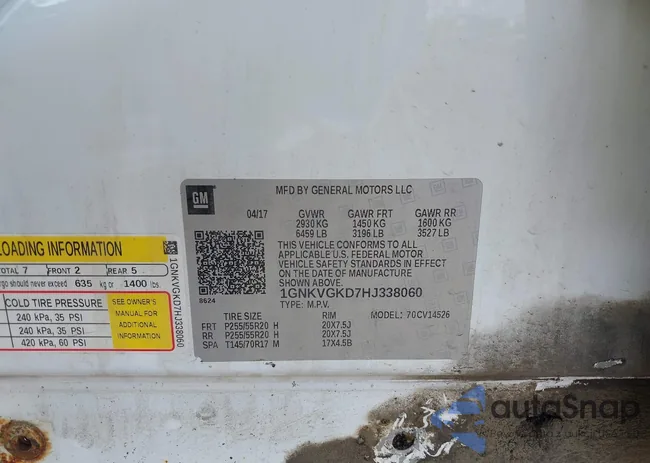 GM
MFD BY GENERAL MOTORS LLC
04/17 GVWR GAWR FRT GAWR RR
2930 KG 1450 KG 1600 KG
6459 LB 3196 LB 3527 LB
THIS VEHICLE CONFORMS TO ALL
APPLICABLE U.S. FEDERAL MOTOR
VEHICLE SAFETY STANDARDS IN EFFECT
ON THE DATE OF MANUFACTURE
SHOWN ABOVE.
8624
1GNKVGKD7HJ338060
TYPE: M.P.V.
TIRE SIZE RIM MODEL: 70CV14526
FRT P255/55R20 H 20X7.5J
RR P255/55R20 H 20X7.5J
SPA T145/70R17 M 17X4.5B
LOADING INFORMATION
TOTAL 7 FRONT 2 REAR 5
should never exceed 635 kg or 1400 lbs
COLD TIRE PRESSURE
240 kPA, 35 PSI
240 kPA, 35 PSI
420 kPA, 60 PSI
SEE OWNER'S
MANUAL FOR
ADDITIONAL
INFORMATION
1GNKVGKD7HJ338060
autoSnap